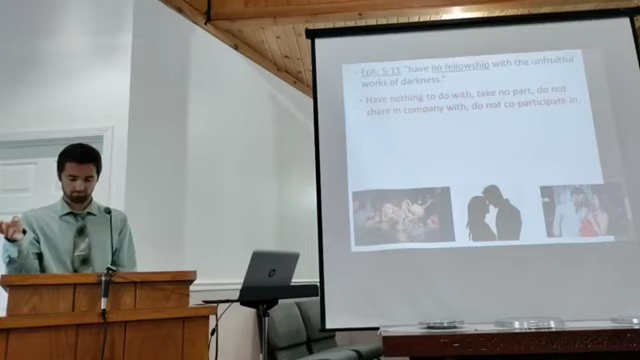 Eph. 5:11 "have no fellowship with the unfruitful
works of darkness."
- Have nothing to do with, take no part, do not
share in company with, do not co-participate in.
hp